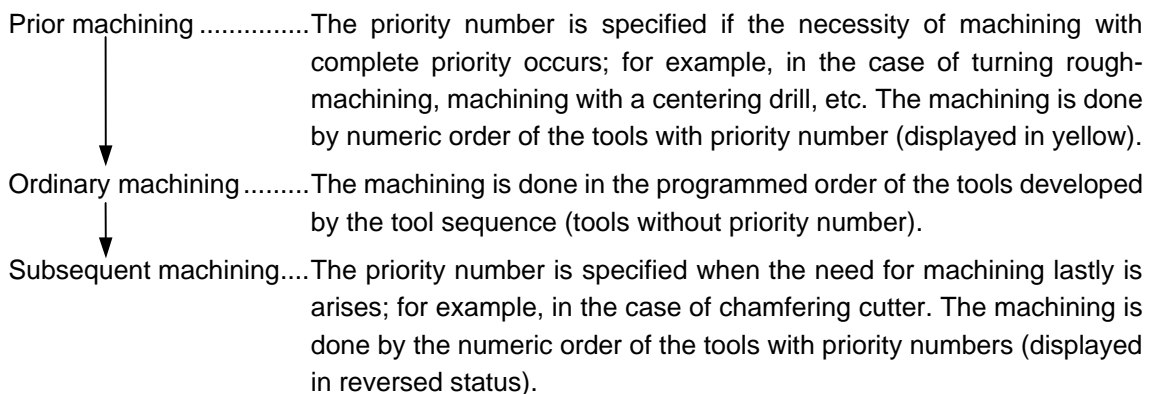 Prior machining ...............The priority number is specified if the necessity of machining with
complete priority occurs; for example, in the case of turning rough-
machining, machining with a centering drill, etc. The machining is done
by numeric order of the tools with priority number (displayed in yellow).
Ordinary machining .........The machining is done in the programmed order of the tools developed
by the tool sequence (tools without priority number).
Subsequent machining....The priority number is specified when the need for machining lastly is
arises; for example, in the case of chamfering cutter. The machining is
done by the numeric order of the tools with priority numbers (displayed
in reversed status).